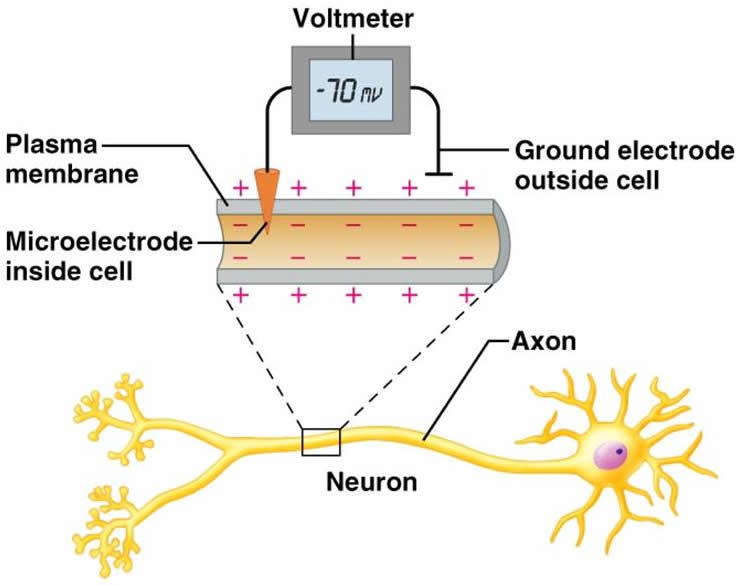 Voltmeter
-70 mv
Plasma
membrane
Ground electrode
outside cell
+ + + + +
Microelectrode
inside cell
– – – – –
– – – – –
+ + + + +
Axon
Neuron